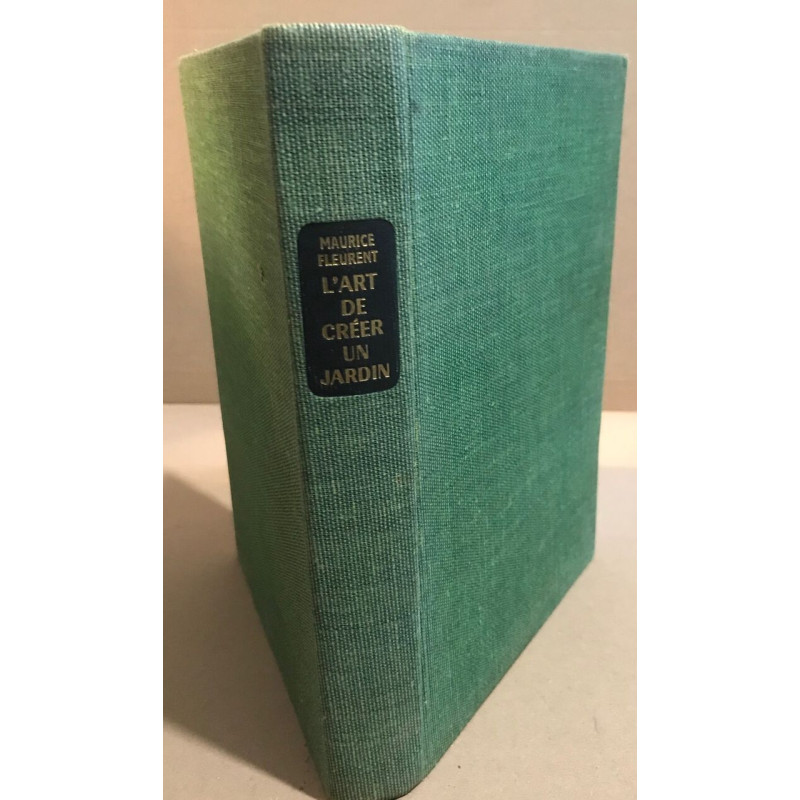 MAURICE
FLEURENT
L'ART
DE
CRÉER
UN
JARDIN